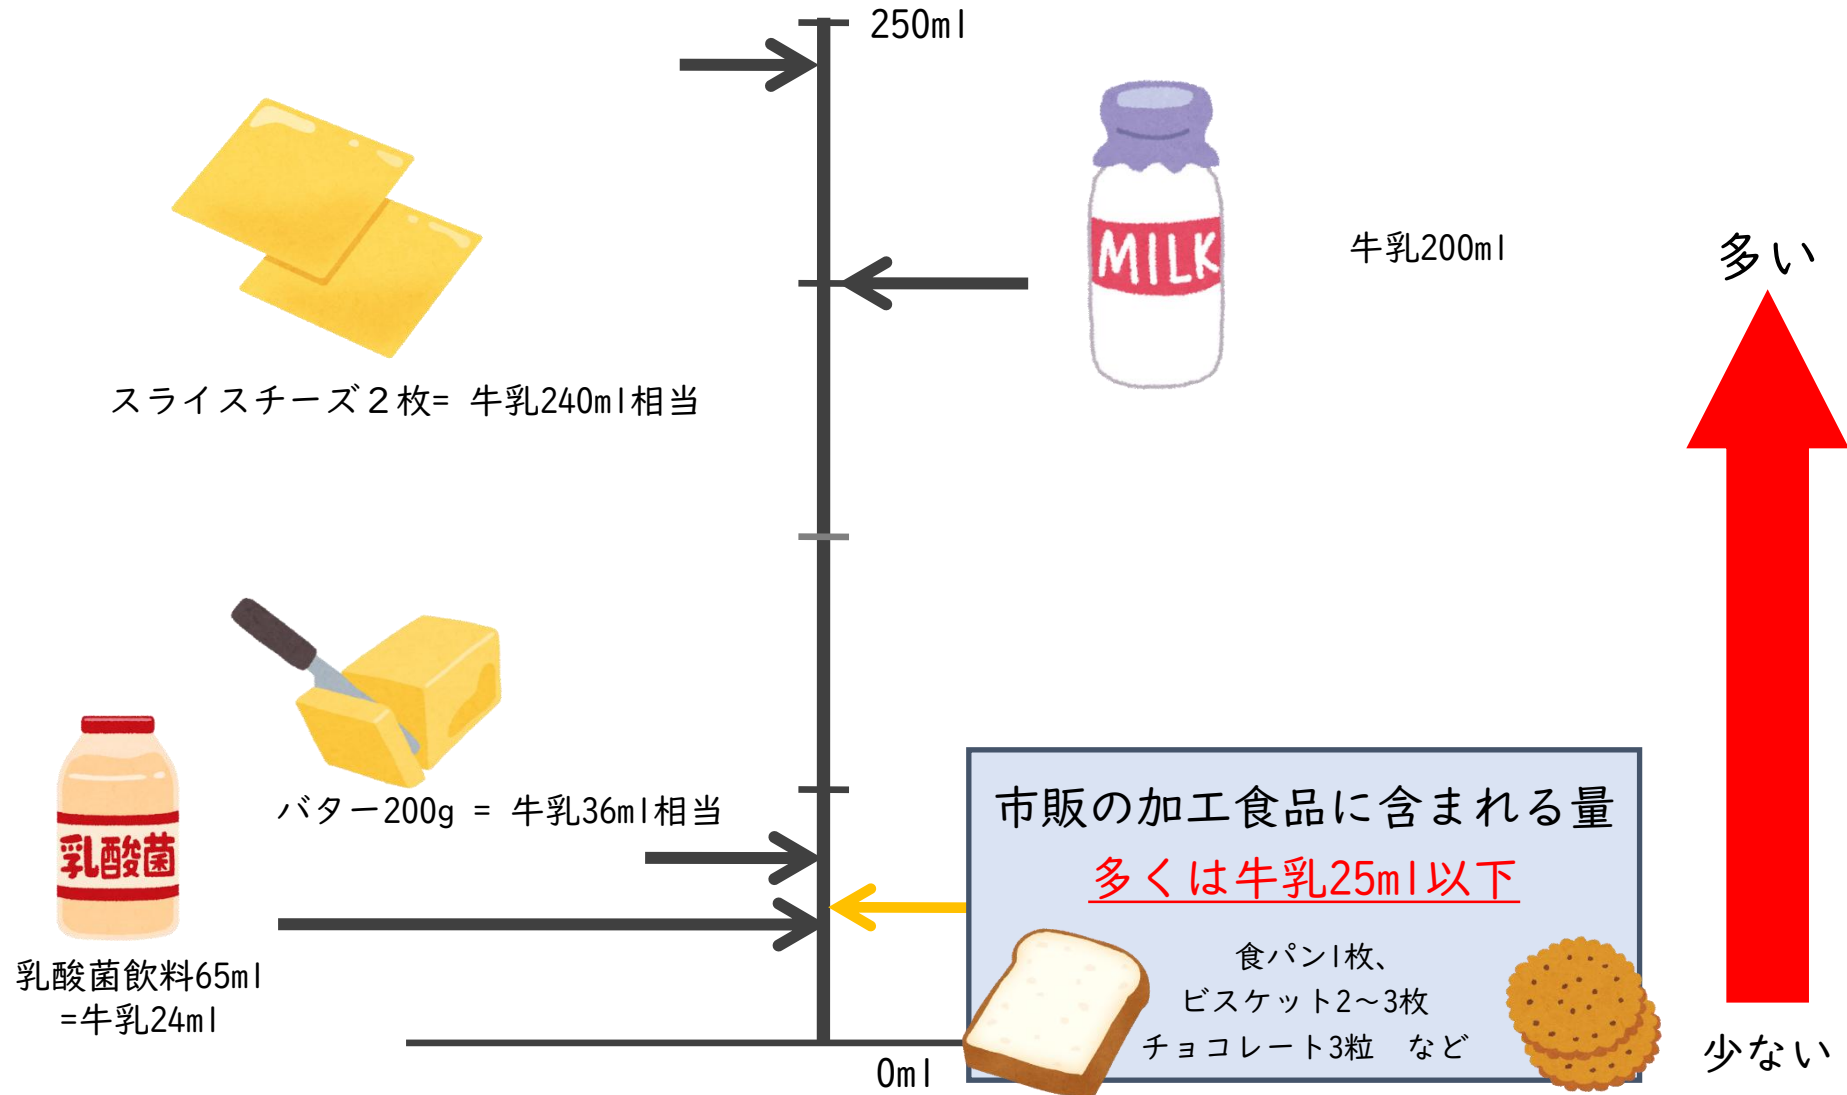 250ml
MILK
牛乳200ml
多い
スライスチーズ２枚= 牛乳240ml相当
バター200g = 牛乳36ml相当
乳酸菌
乳酸菌飲料65ml
=牛乳24ml
市販の加工食品に含まれる量
多くは牛乳25ml以下
食パン1枚、
ビスケット2～3枚
チョコレート3粒　など
0ml
少ない